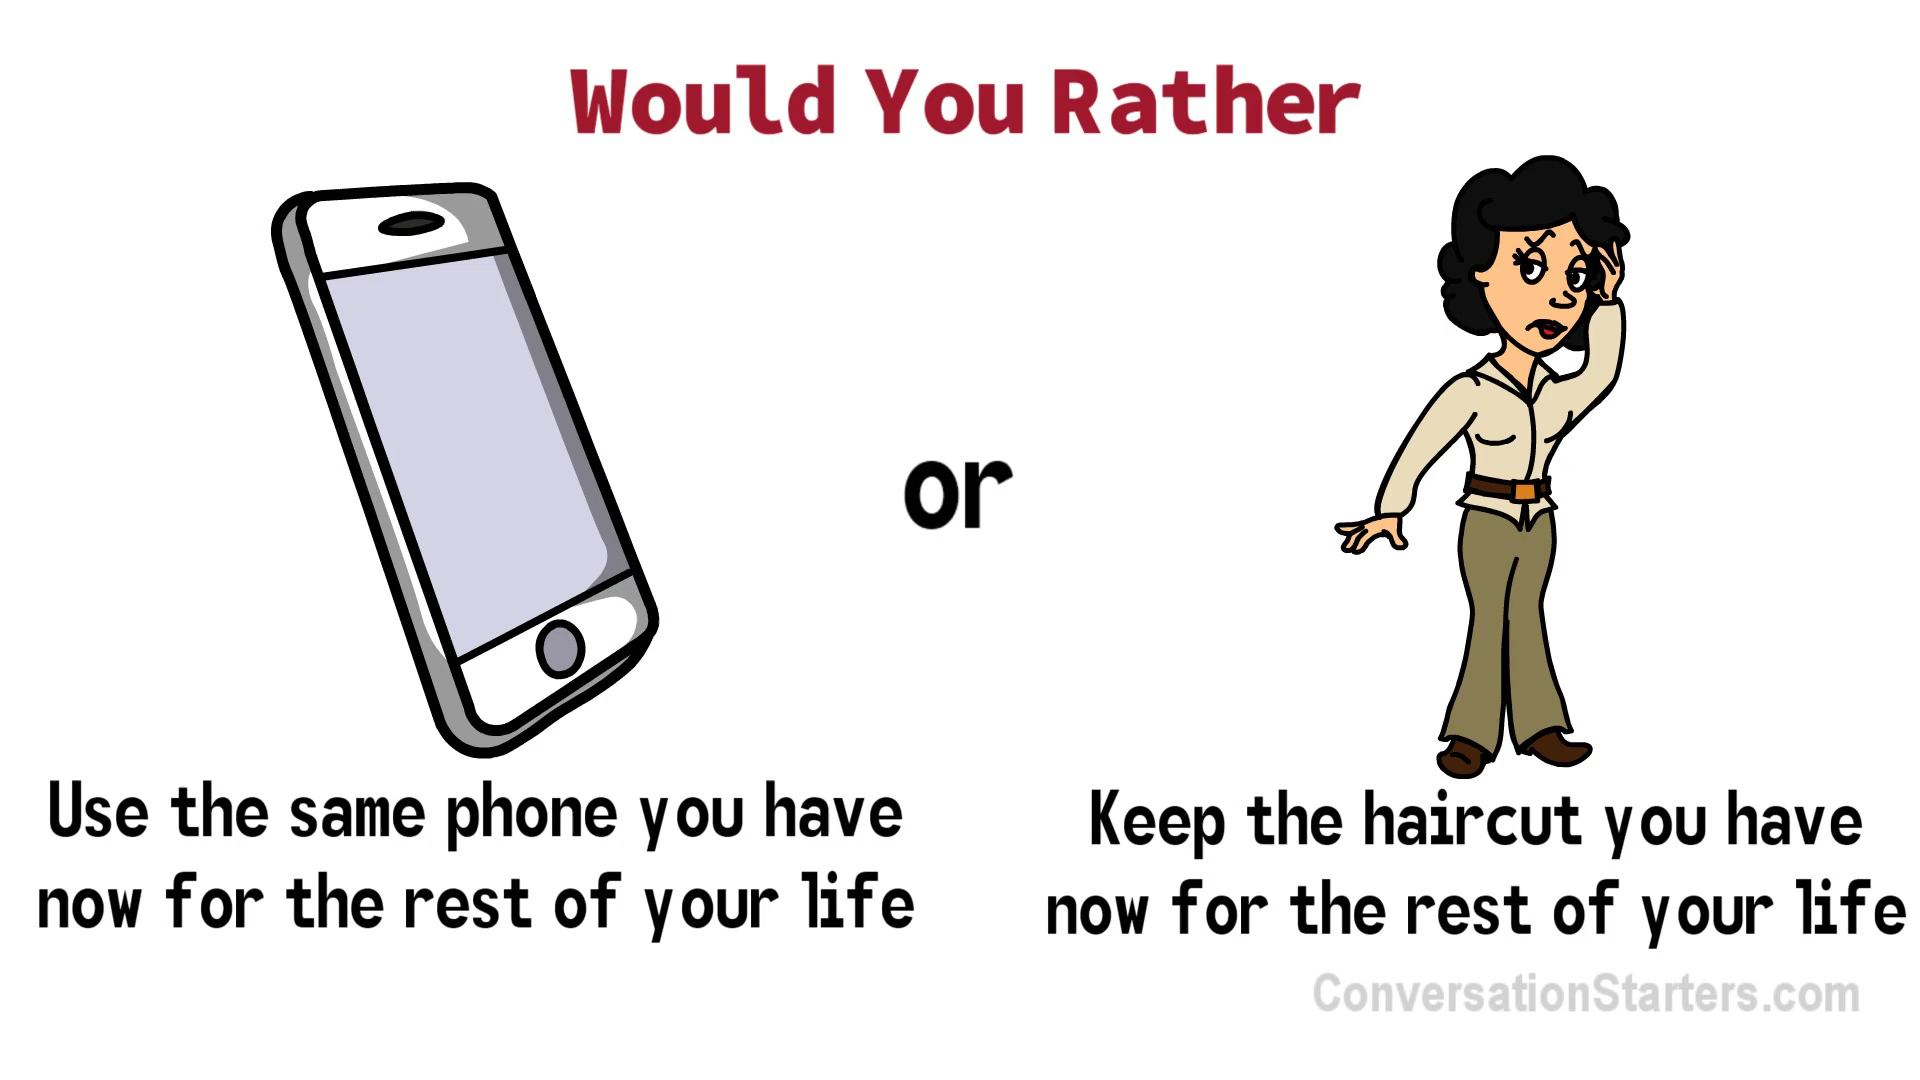 Would You Rather
or
Use the same phone you have
now for the rest of your life
Keep the haircut you have
now for the rest of your life
ConversationStarters.com